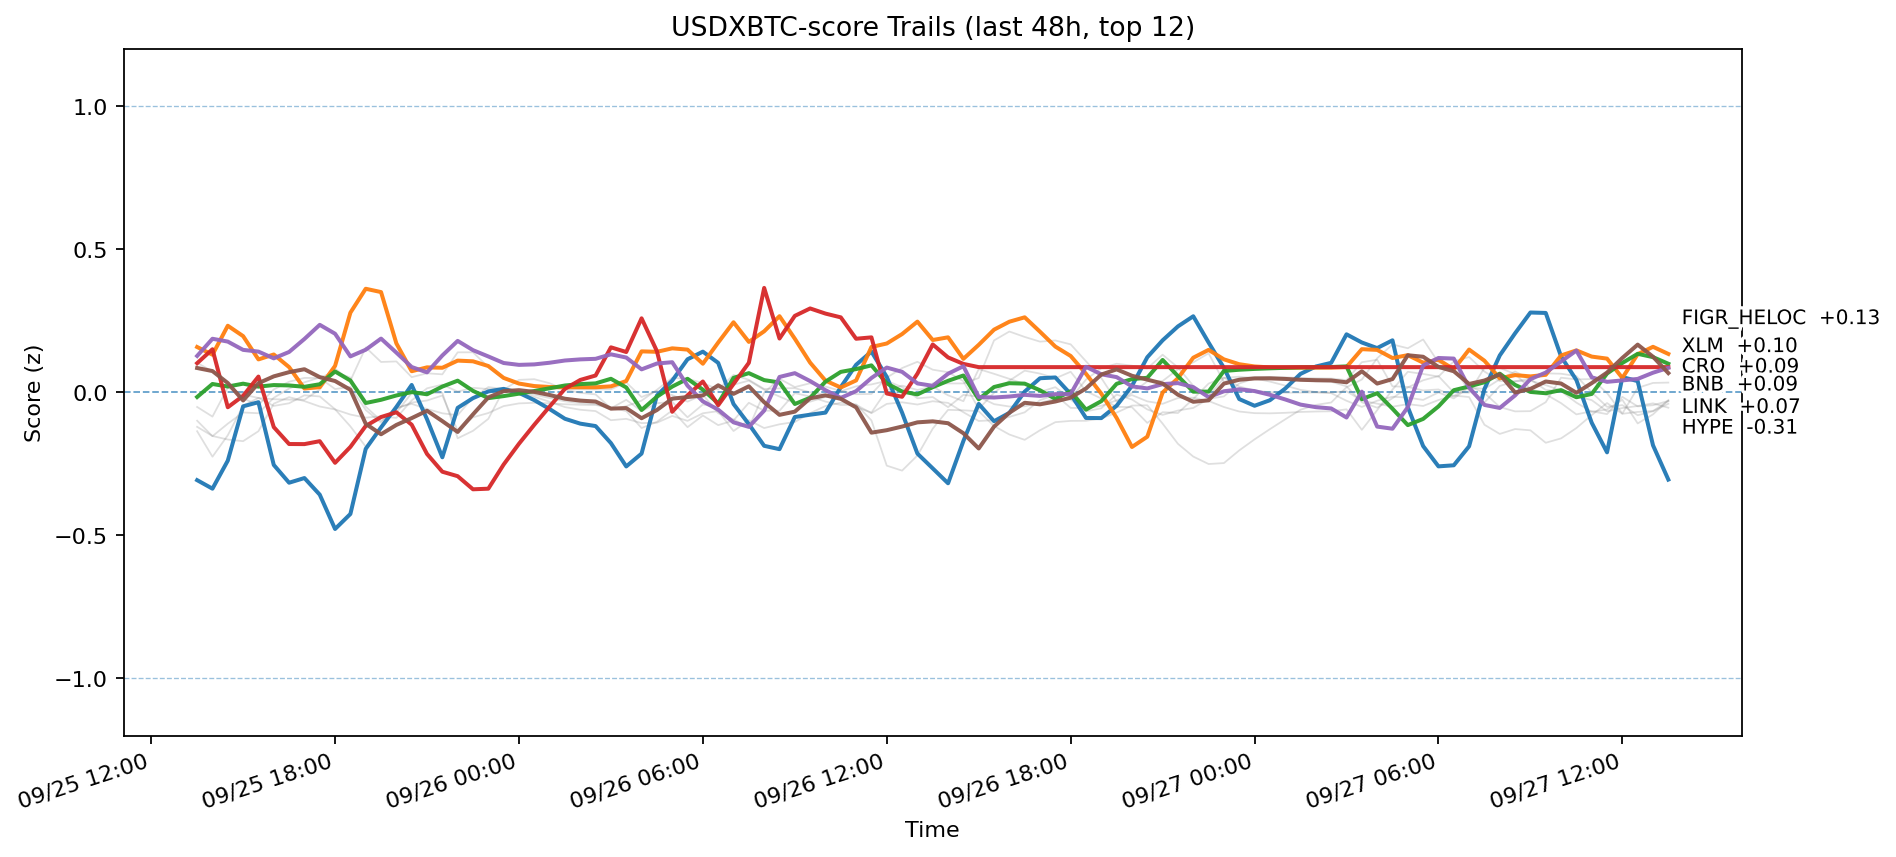 USDXBTC-score Trails (last 48h, top 12)
Score (z)
1.0
0.5
0.0
−0.5
−1.0
FIGR_HELOC +0.13
XLM +0.10
CRO +0.09
BNB +0.09
LINK +0.07
HYPE -0.31
09/25 12:00
09/25 18:00
09/26 00:00
09/26 06:00
09/26 12:00
09/26 18:00
09/27 00:00
09/27 06:00
09/27 12:00
Time